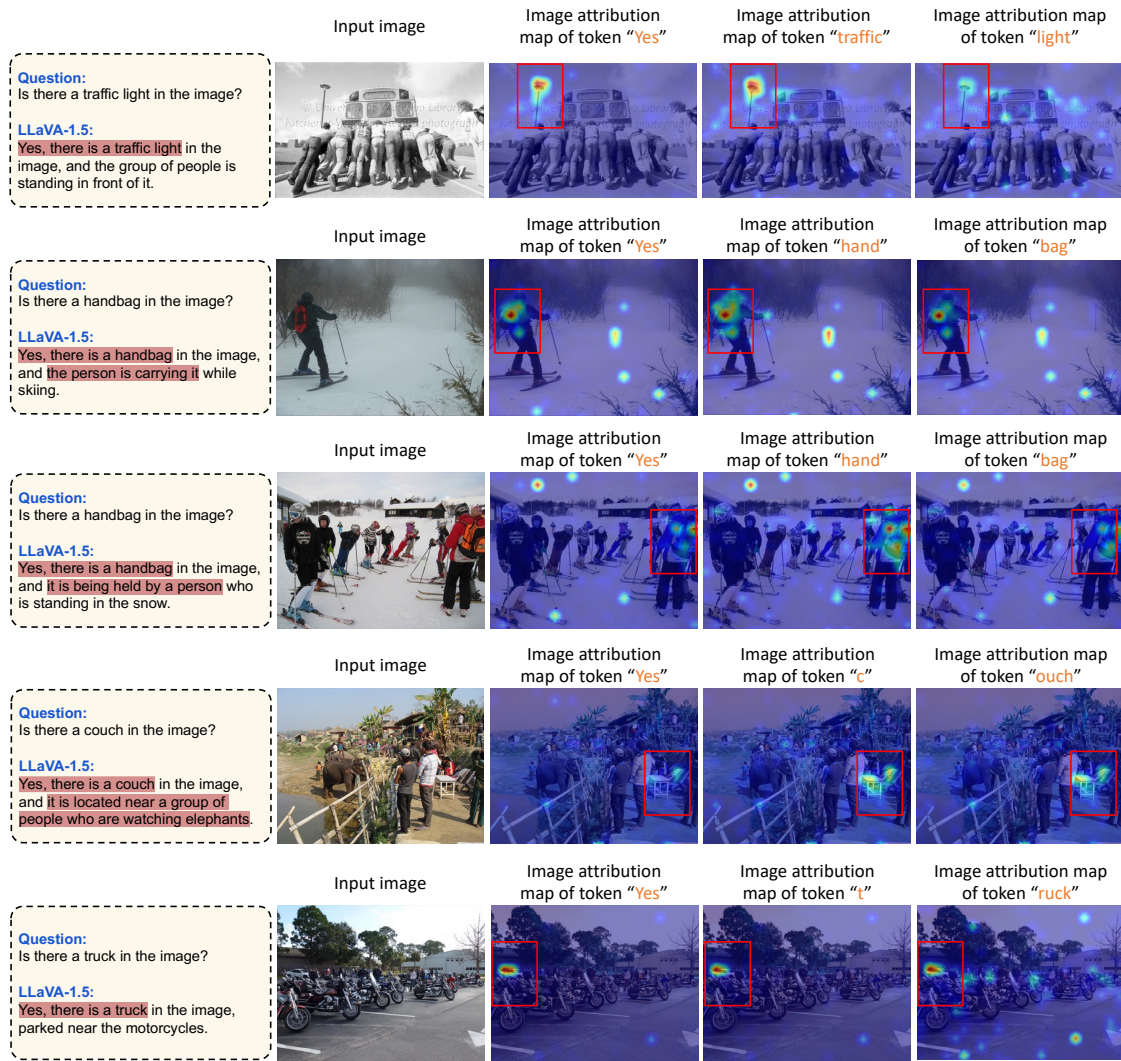 Input image
Image attribution
map of token “Yes”
Image attribution
map of token “traffic”
Image attribution map
of token “light”
Question:
Is there a traffic light in the image?
LLaVA-1.5:
Yes, there is a traffic light in the
image, and the group of people is
standing in front of it.
Input image
Image attribution
map of token “Yes”
Image attribution
map of token “hand”
Image attribution map
of token “bag”
Question:
Is there a handbag in the image?
LLaVA-1.5:
Yes, there is a handbag in the image,
and the person is carrying it while
skiing.
Input image
Image attribution
map of token “Yes”
Image attribution
map of token “hand”
Image attribution map
of token “bag”
Question:
Is there a handbag in the image?
LLaVA-1.5:
Yes, there is a handbag in the image,
and it is being held by a person who
is standing in the snow.
Input image
Image attribution
map of token “Yes”
Image attribution
map of token “c”
Image attribution map
of token “ouch”
Question:
Is there a couch in the image?
LLaVA-1.5:
Yes, there is a couch in the image,
and it is located near a group of
people who are watching elephants.
Input image
Image attribution
map of token “Yes”
Image attribution
map of token “t”
Image attribution map
of token “ruck”
Question:
Is there a truck in the image?
LLaVA-1.5:
Yes, there is a truck in the image,
parked near the motorcycles.